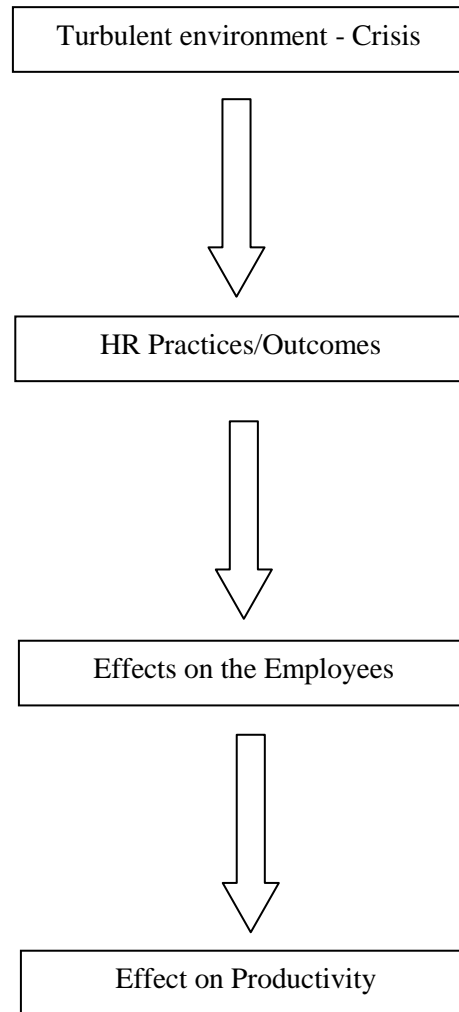 Turbulent environment - Crisis
HR Practices/Outcomes
Effects on the Employees
Effect on Productivity